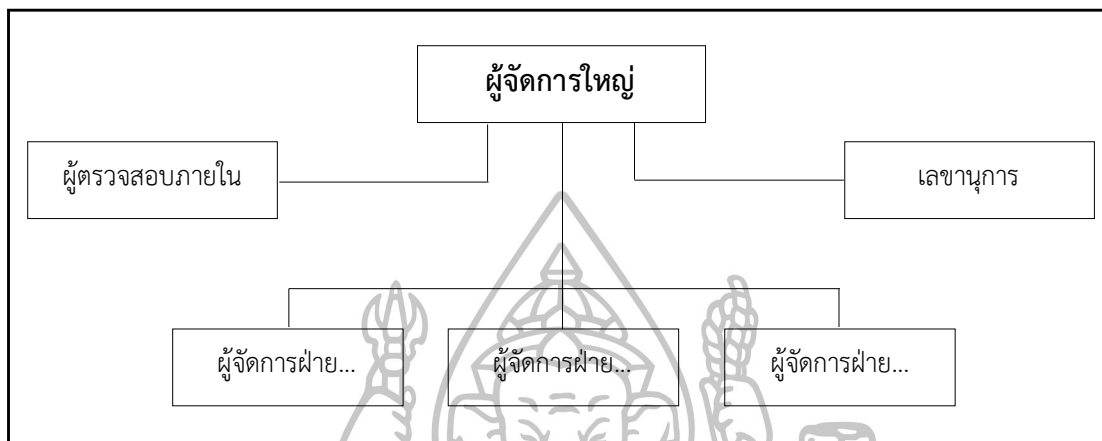 ผู้จัดการใหญ่
ผู้ตรวจสอบภายใน
เลขานุการ
ผู้จัดการฝ่าย...
ผู้จัดการฝ่าย...
ผู้จัดการฝ่าย...